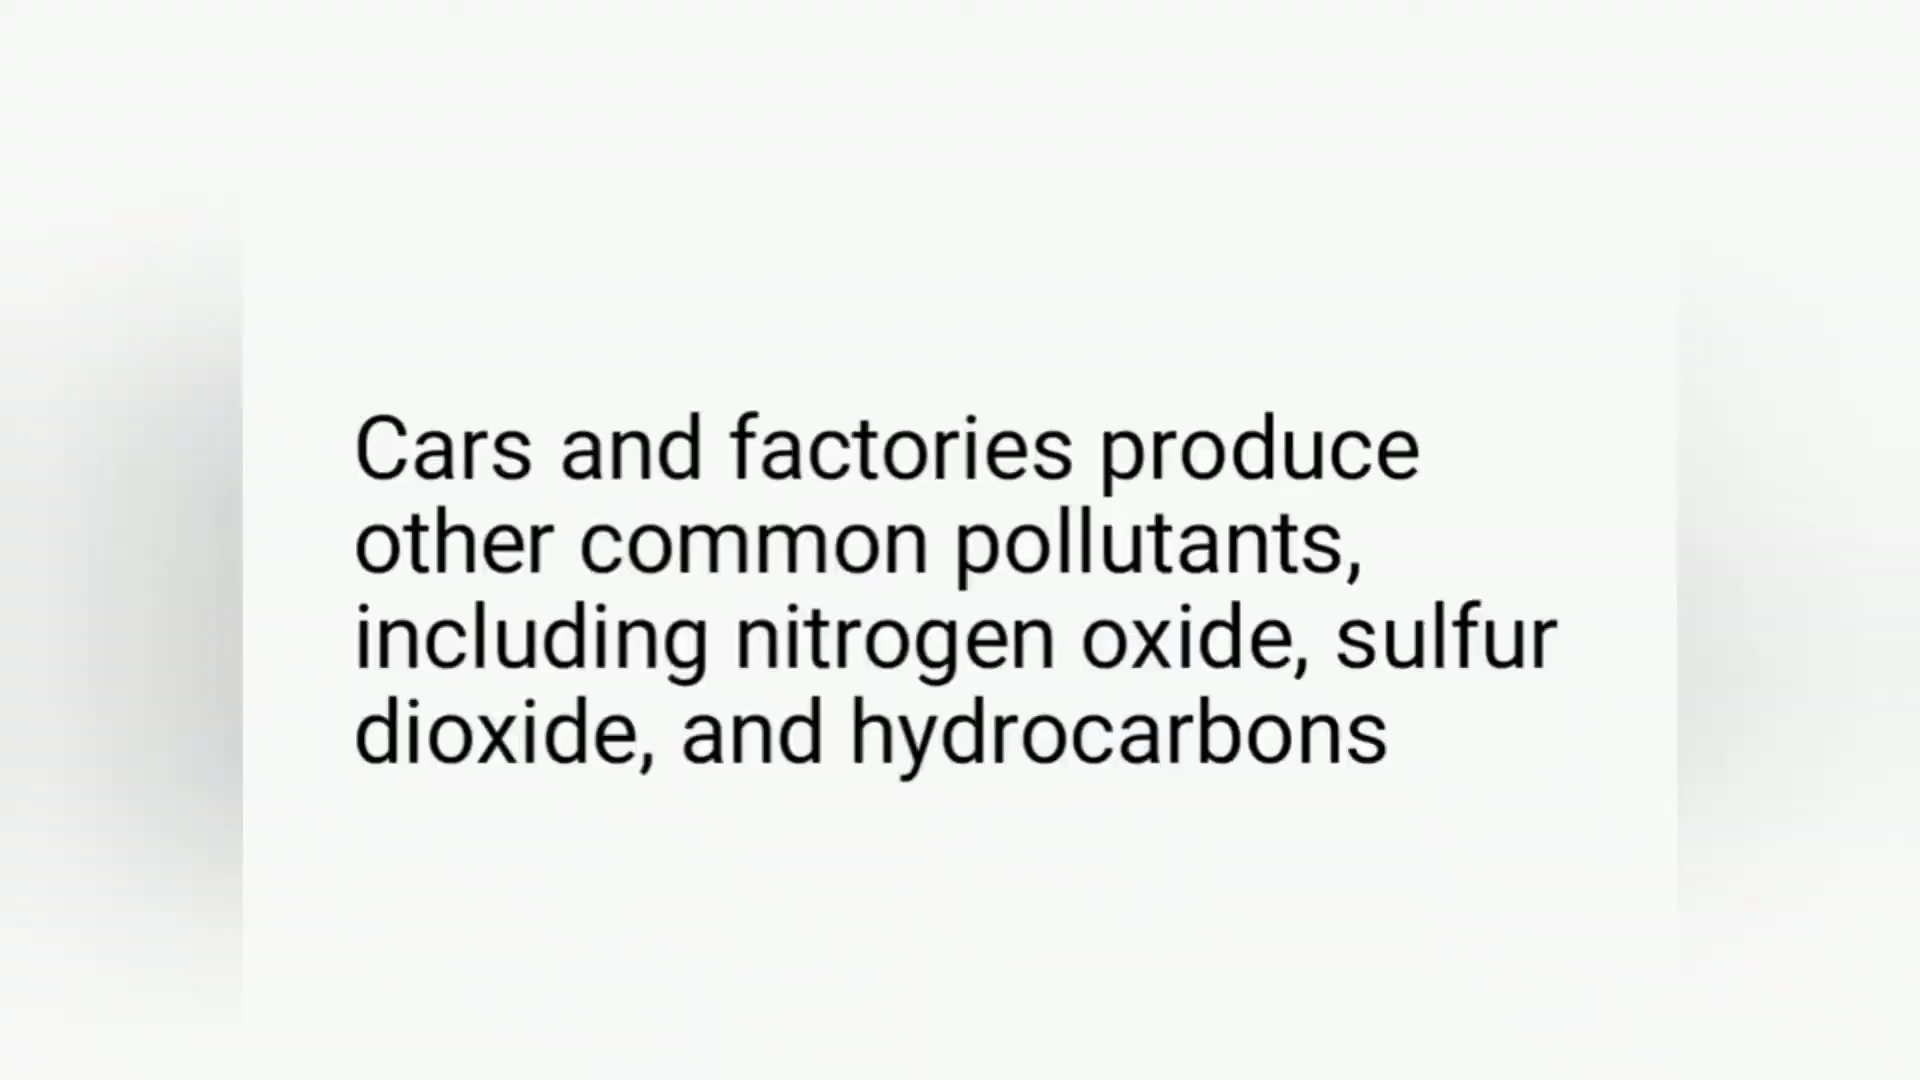 Cars and factories produce
other common pollutants,
including nitrogen oxide, sulfur
dioxide, and hydrocarbons